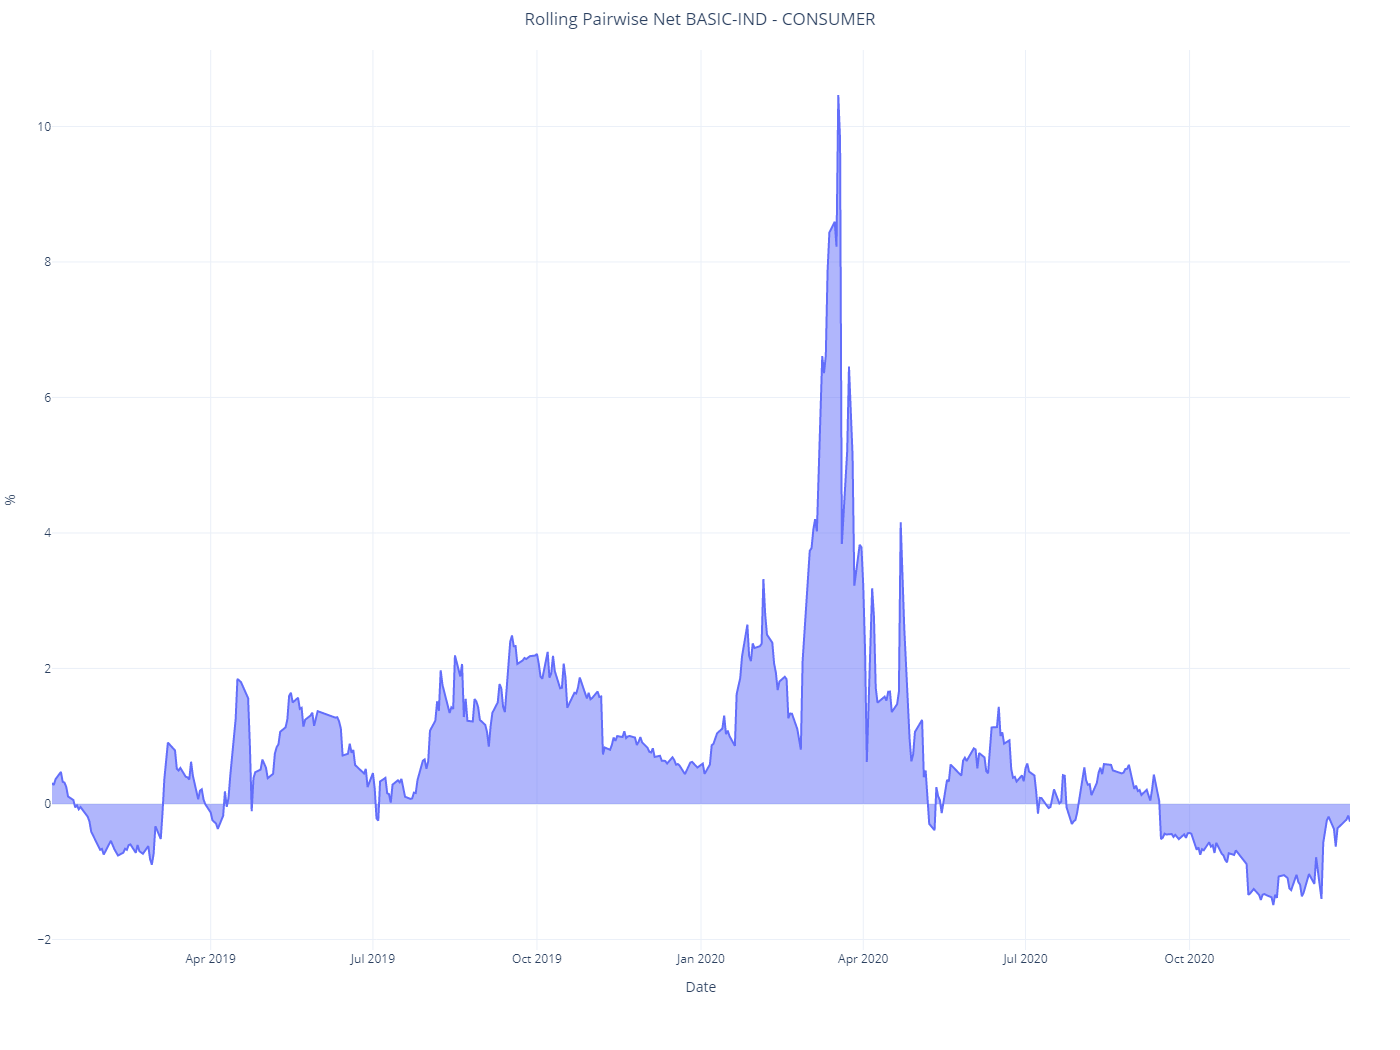 Rolling Pairwise Net BASIC-IND - CONSUMER
10
8
6
4
2
0
−2
%
Apr 2019
Jul 2019
Oct 2019
Jan 2020
Apr 2020
Jul 2020
Oct 2020
Date